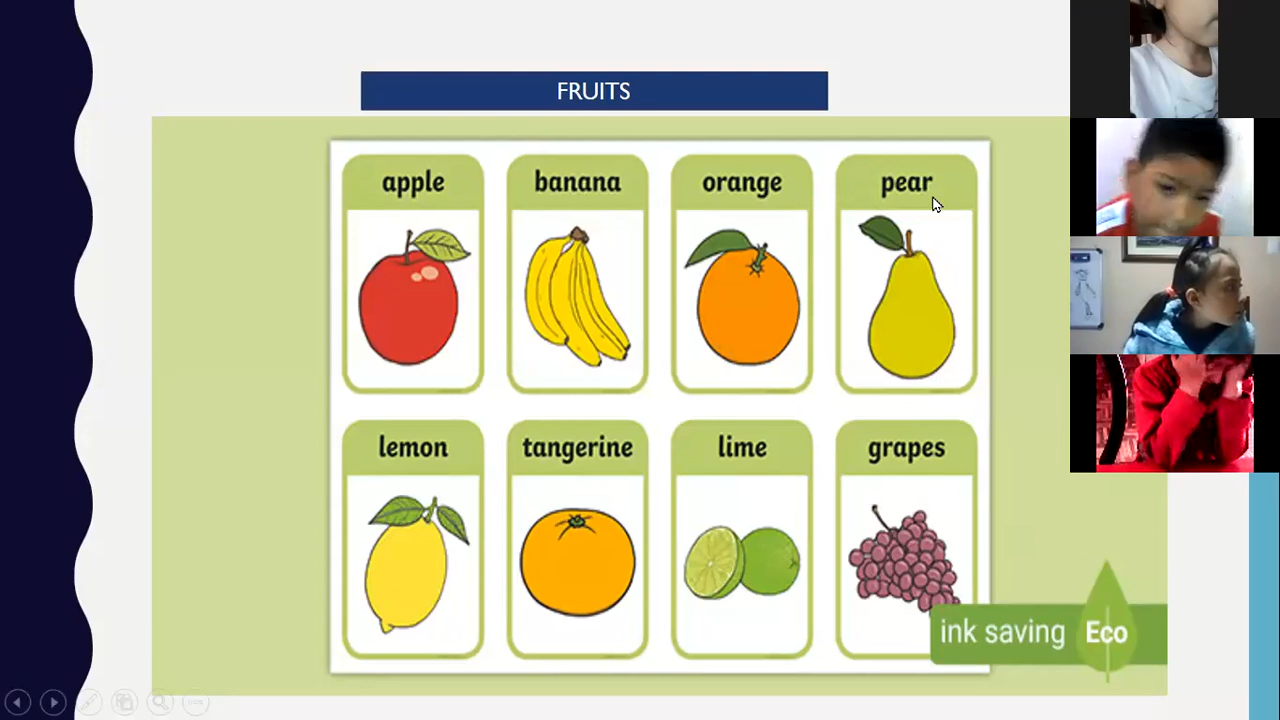 FRUITS
apple
banana
orange
pear
lemon
tangerine
lime
grapes
ink saving Eco